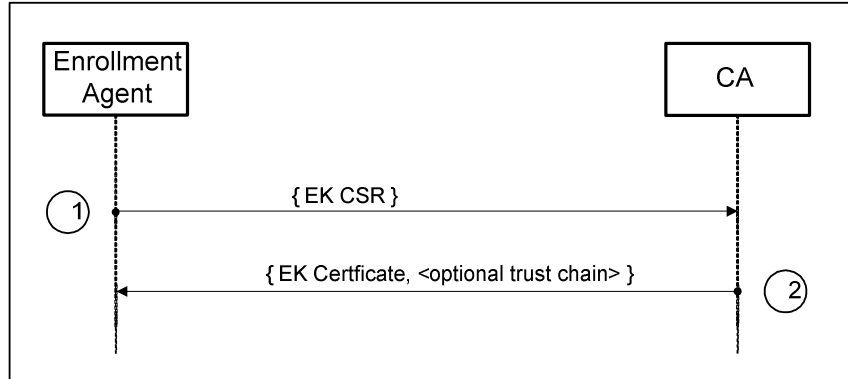 Enrollment
Agent
CA
{ EK CSR }
1
{ EK Certficate, <optional trust chain> }
2